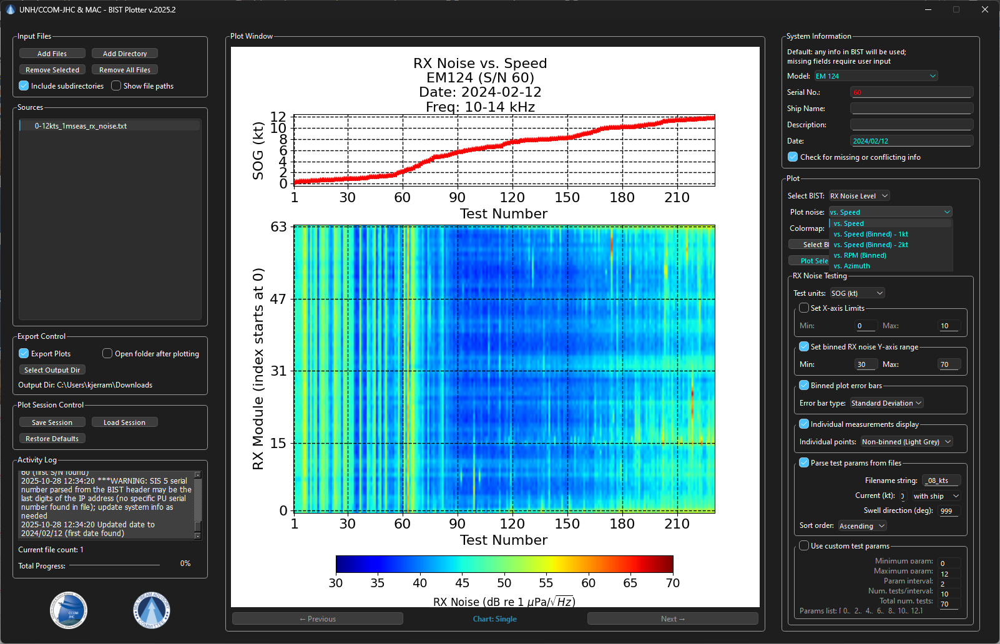 UNH/CCOM-JHC & MAC - BIST Plotter v.2025.2
Input Files
Add Files
Add Directory
Remove Selected
Remove All Files
Include subdirectories
Show file paths
Sources
0-12kts_1mseas_rx_noise.txt
Export Control
Export Plots
Open folder after plotting
Select Output Dir
Output Dir: C:\Users\kjerram\Downloads
Plot Session Control
Save Session
Load Session
Restore Defaults
Activity Log
60 (first S/N found)
2025-10-28 12:34:20 ***WARNING: SIS 5 serial
number parsed from the BIST header may be the
last digits of the IP address (no specific PU serial
number found in file); update system info as
needed
2025-10-28 12:34:20 Updated date to
2024/02/12 (first date found)
Current file count: 1
Total Progress:
0%
CCOM
JHC
MULTIBEAM ADVISORY
COMMITTEE
Plot Window
RX Noise vs. Speed
EM124 (S/N 60)
Date: 2024-02-12
Freq: 10-14 kHz
SOG (kt)
12
10
8
6
4
2
0
1 30 60 90 120 150 180 210
Test Number
RX Module (index starts at 0)
63
47
31
15
0
1 30 60 90 120 150 180 210
Test Number
30 35 40 45 50 55 60 65 70
RX Noise (dB re 1 μPa/√Hz)
← Previous
Chart: Single
Next →
System Information
Default: any info in BIST will be used;
missing fields require user input
Model: EM 124
Serial No.: 60
Ship Name:
Description:
Date: 2024/02/12
Check for missing or conflicting info
Plot
Select BIST: RX Noise Level
Plot noise: vs. Speed
vs. Speed
Colormap:
vs. Speed (Binned) - 1kt
Select BI
vs. Speed (Binned) - 2kt
vs. RPM (Binned)
Plot Sele
vs. Azimuth
RX Noise Testing
Test units: SOG (kt)
Set X-axis Limits
Min: 0 Max: 10
Set binned RX noise Y-axis range
Min: 30 Max: 70
Binned plot error bars
Error bar type: Standard Deviation
Individual measurements display
Individual points: Non-binned (Light Grey)
Parse test params from files
Filename string: _08_kts
Current (kt): 0 with ship
Swell direction (deg): 999
Sort order: Ascending
Use custom test params
Minimum param: 0
Maximum param: 12
Param interval: 2
Num. tests/interval: 10
Total num. tests: 70
Params list: [ 0. 2. 4. 6. 8. 10. 12.]